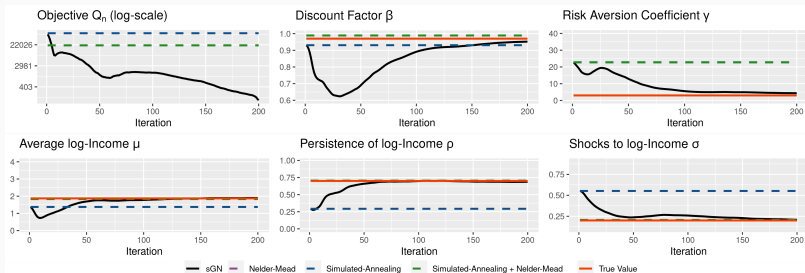 Objective Qn (log-scale)
Discount Factor β
Risk Aversion Coefficient γ
22026
2981
403
0 50 100 150 200
Iteration
1.0
0.9
0.8
0.7
0.6
0 50 100 150 200
Iteration
40
30
20
10
0
0 50 100 150 200
Iteration
Average log-Income μ
Persistence of log-Income ρ
Shocks to log-Income σ
4
3
2
1
0
0 50 100 150 200
Iteration
1.00
0.75
0.50
0.25
0.00
0 50 100 150 200
Iteration
0.75
0.50
0.25
0 50 100 150 200
Iteration
sGN Nelder-Mead Simulated-Annealing Simulated-Annealing + Nelder-Mead True Value